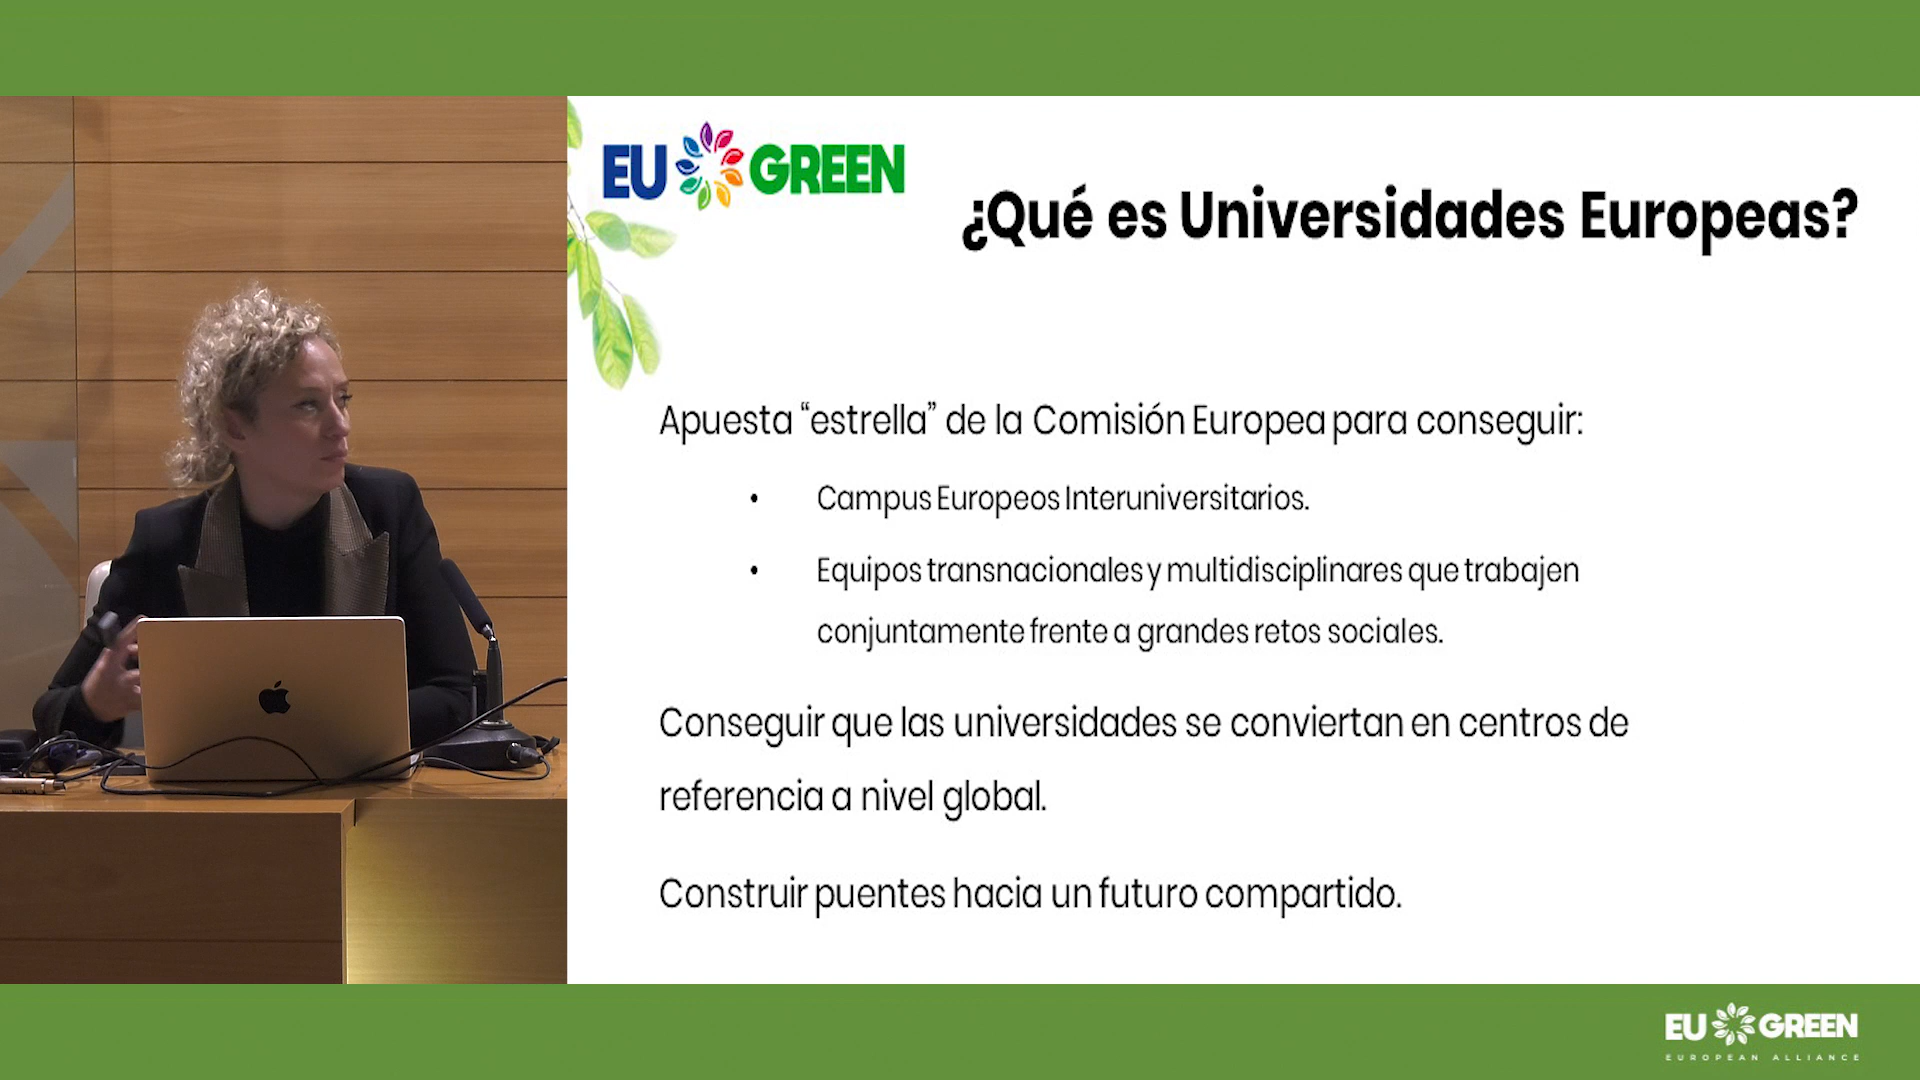 EU GREEN
¿Qué es Universidades Europeas?
Apuesta “estrella” de la Comisión Europea para conseguir:
• Campus Europeos Interuniversitarios.
• Equipos transnacionales y multidisciplinares que trabajen
conjuntamente frente a grandes retos sociales.
Conseguir que las universidades se conviertan en centros de
referencia a nivel global.
Construir puentes hacia un futuro compartido.
EU GREEN
EUROPEAN ALLIANCE